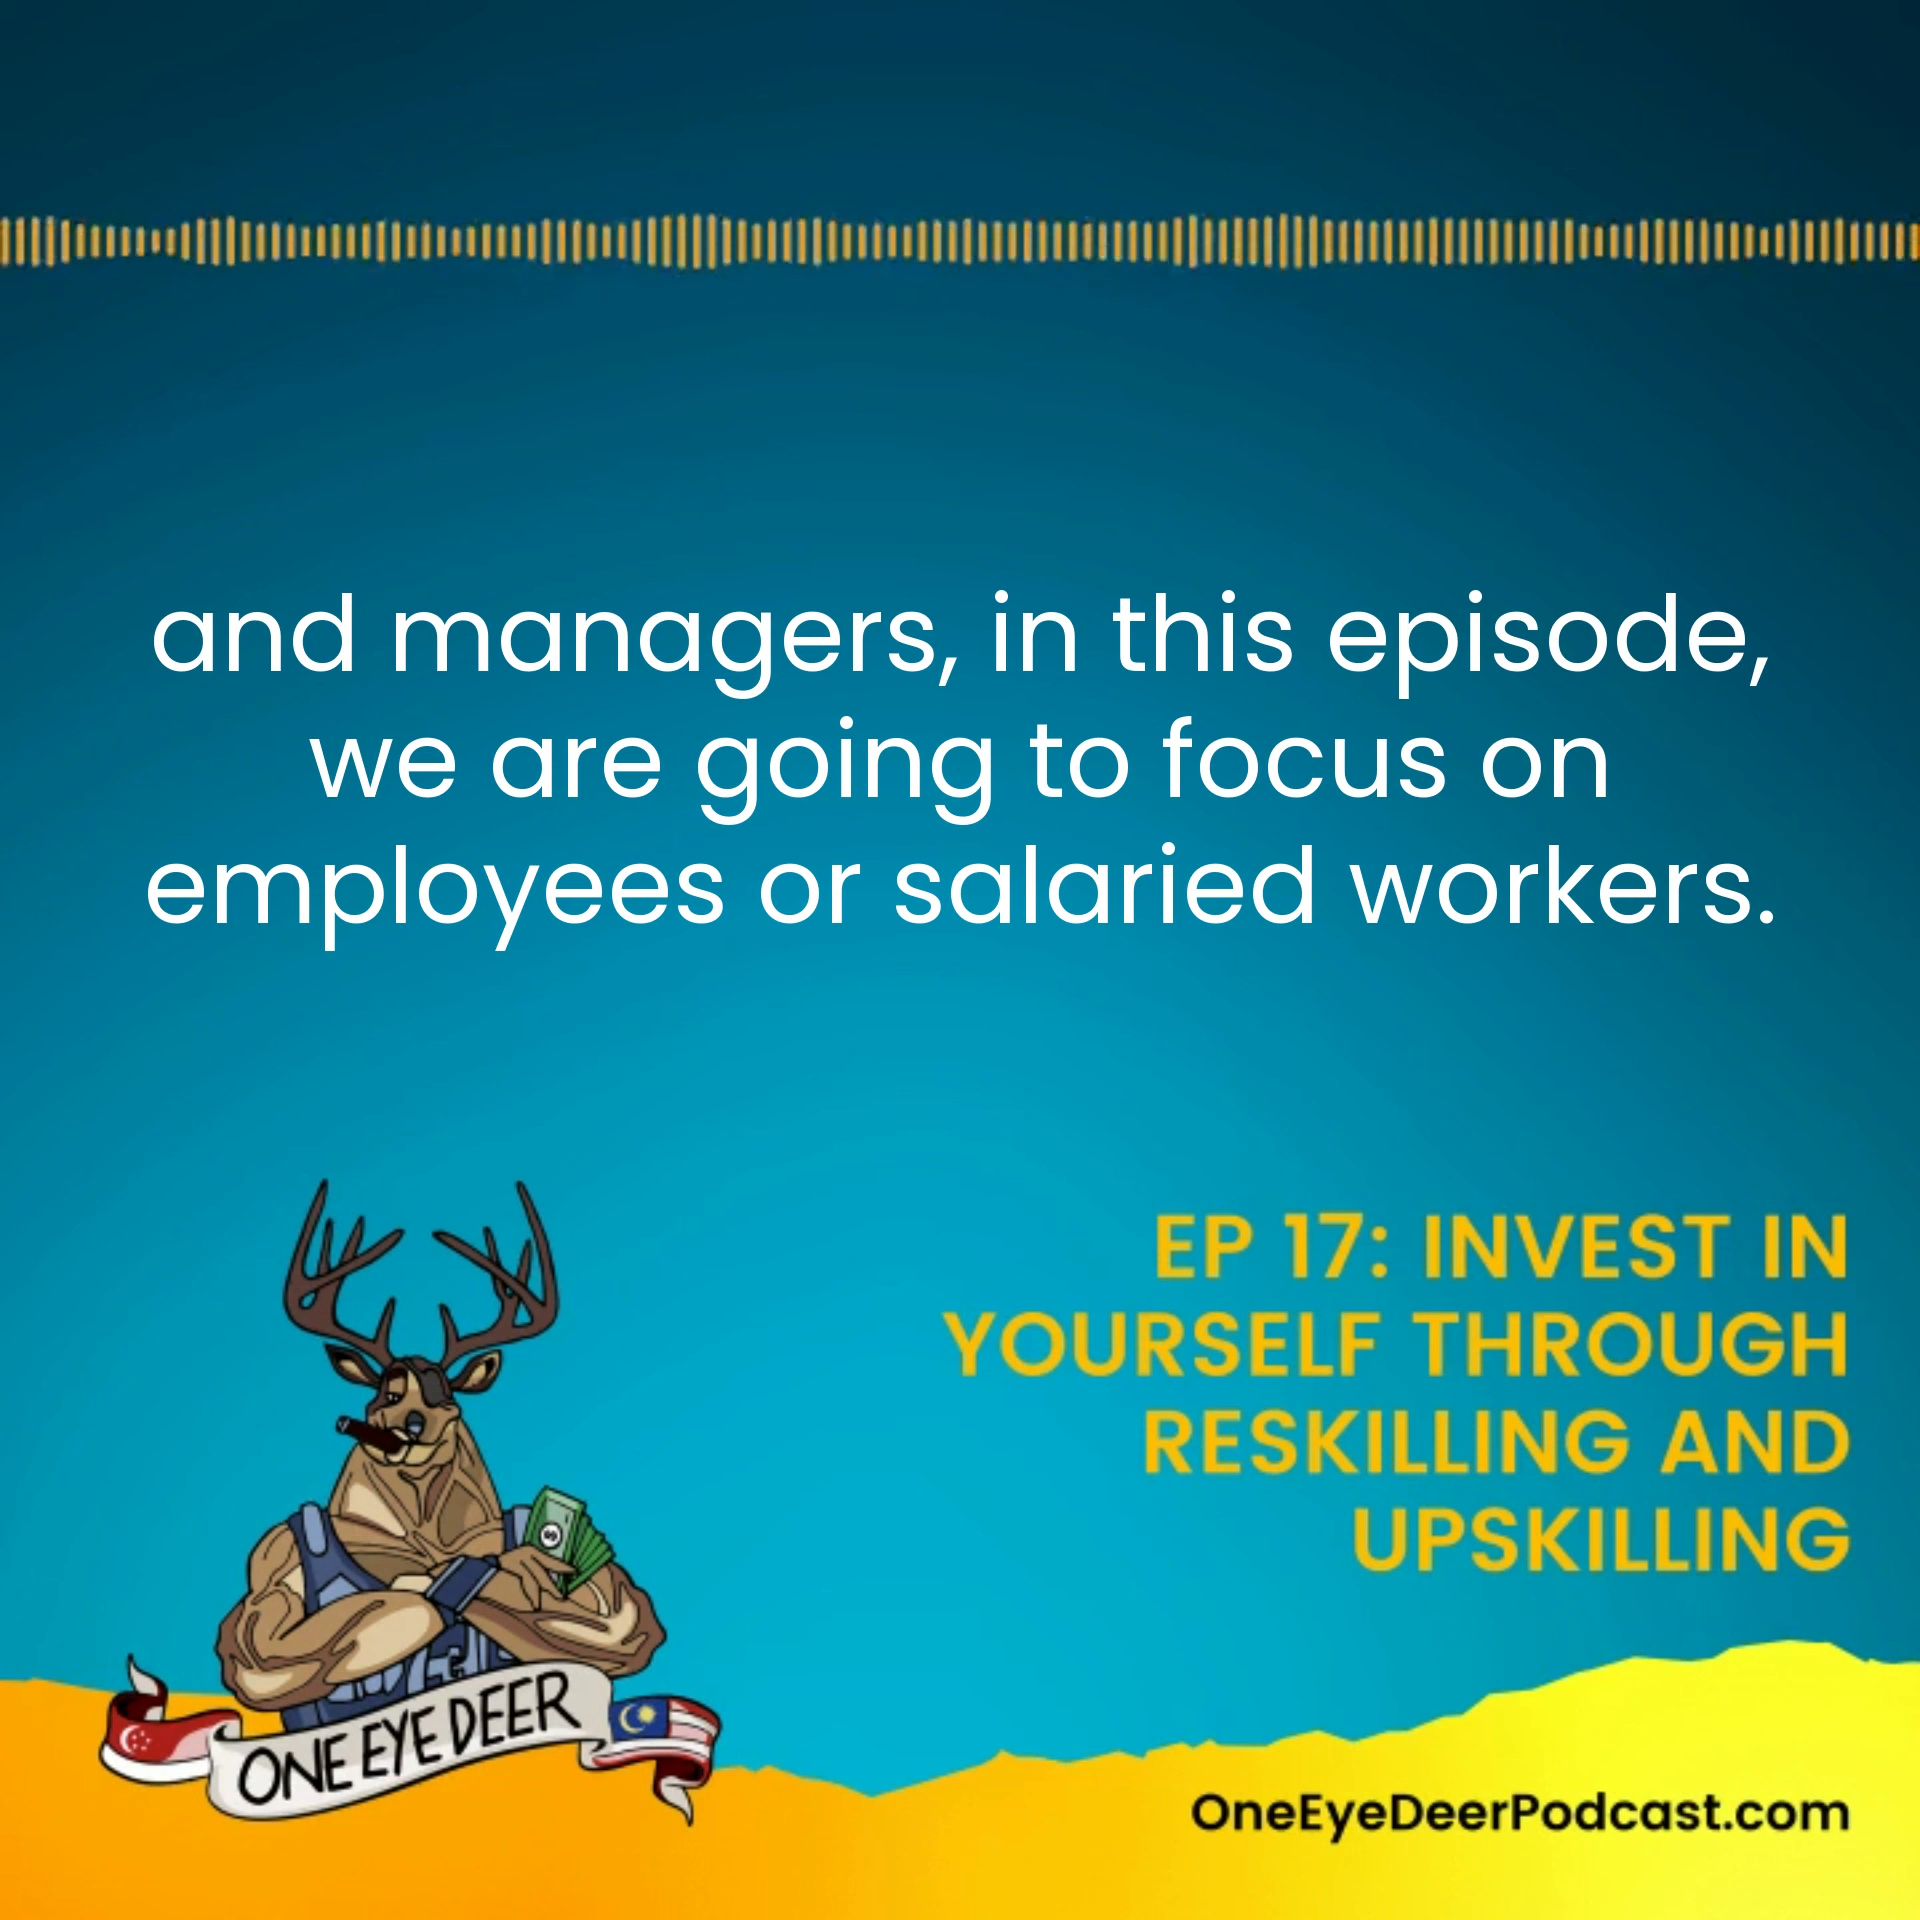 and managers, in this episode,
we are going to focus on
employees or salaried workers.
EP 17: INVEST IN
YOURSELF THROUGH
RESKILLING AND
UPSKILLING
ONE EYE DEER
OneEyeDeerPodcast.com